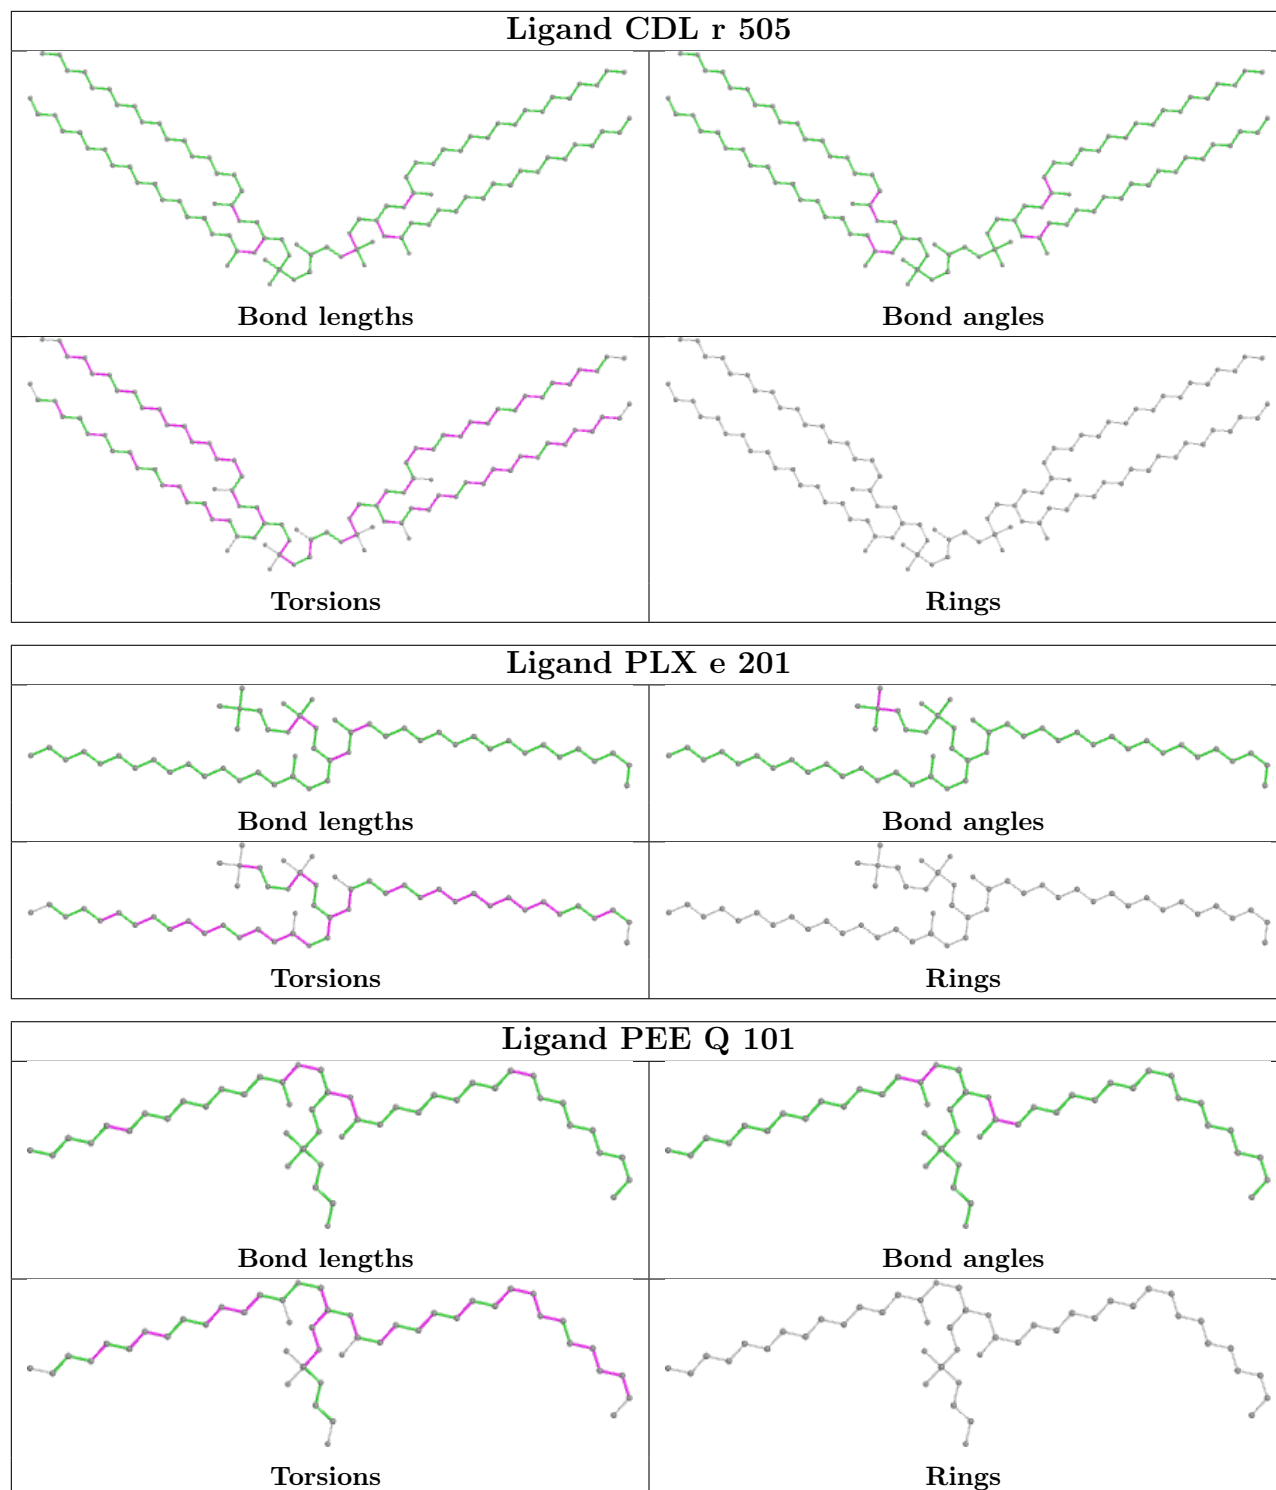 Ligand CDL r 505
Bond lengths
Bond angles
Torsions
Rings
Ligand PLX e 201
Bond lengths
Bond angles
Torsions
Rings
Ligand PEE Q 101
Bond lengths
Bond angles
Torsions
Rings